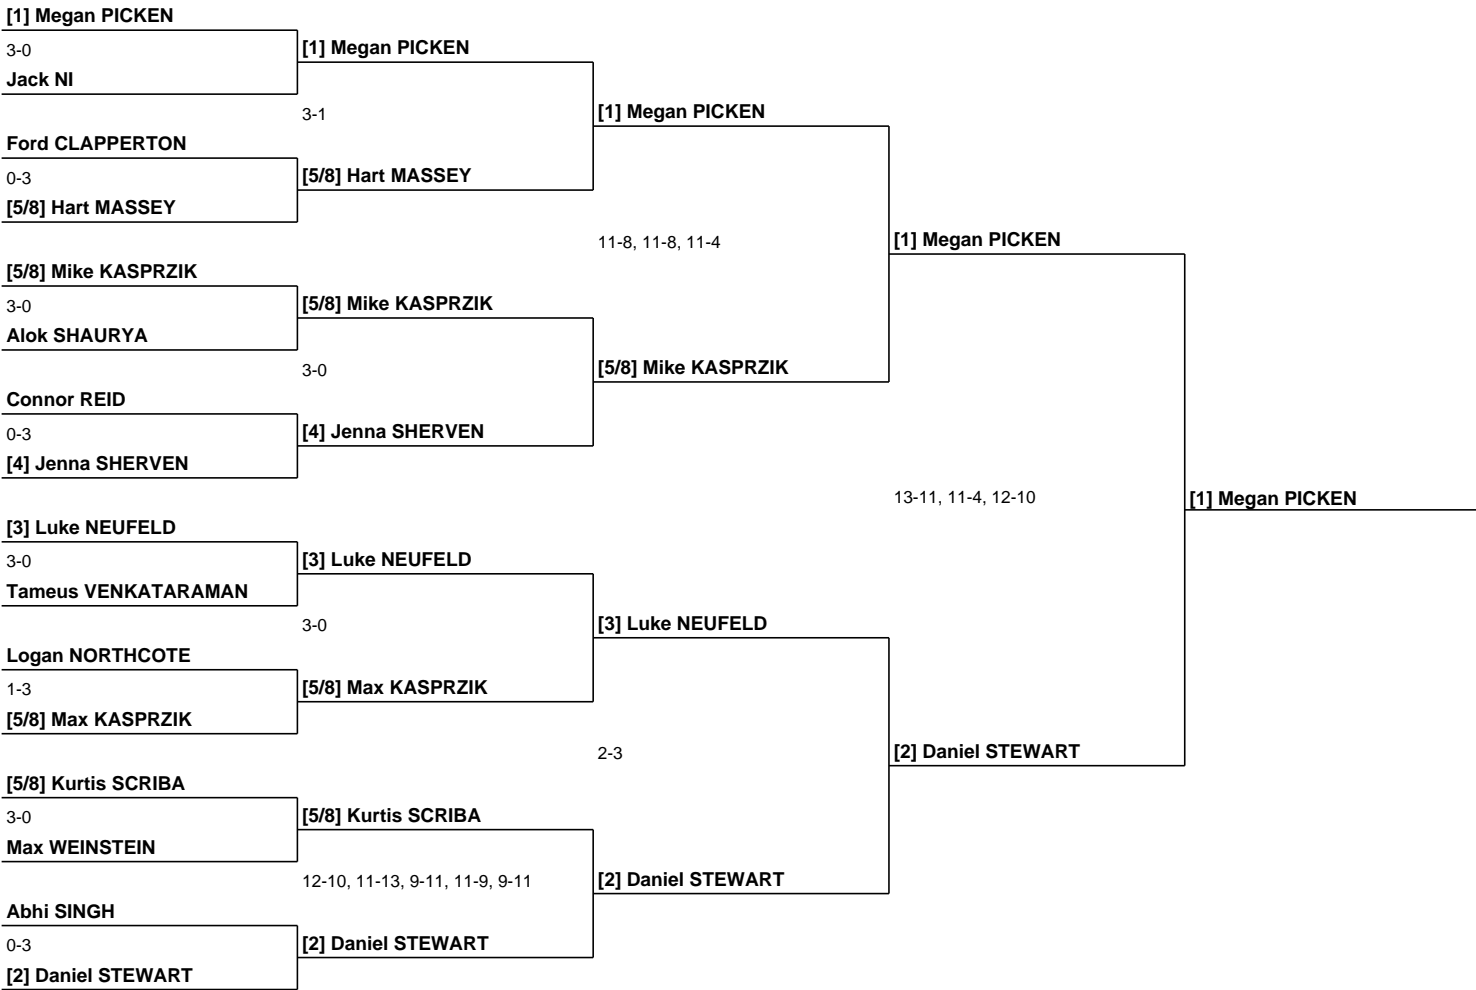 [1] Megan PICKEN
3-0
Jack NI
Ford CLAPPERTON
0-3
[5/8] Hart MASSEY
[5/8] Mike KASPRZIK
3-0
Alok SHAURYA
Connor REID
0-3
[4] Jenna SHERVEN
[3] Luke NEUFELD
3-0
Tameus VENKATARAMAN
Logan NORTHCOTE
1-3
[5/8] Max KASPRZIK
[5/8] Kurtis SCRIBA
3-0
Max WEINSTEIN
Abhi SINGH
0-3
[2] Daniel STEWART
[1] Megan PICKEN
3-1
[5/8] Hart MASSEY
[5/8] Mike KASPRZIK
3-0
[4] Jenna SHERVEN
[3] Luke NEUFELD
3-0
[5/8] Max KASPRZIK
[5/8] Kurtis SCRIBA
12-10, 11-13, 9-11, 11-9, 9-11
[2] Daniel STEWART
[1] Megan PICKEN
11-8, 11-8, 11-4
[5/8] Mike KASPRZIK
[3] Luke NEUFELD
2-3
[2] Daniel STEWART
[1] Megan PICKEN
13-11, 11-4, 12-10
[2] Daniel STEWART
[1] Megan PICKEN